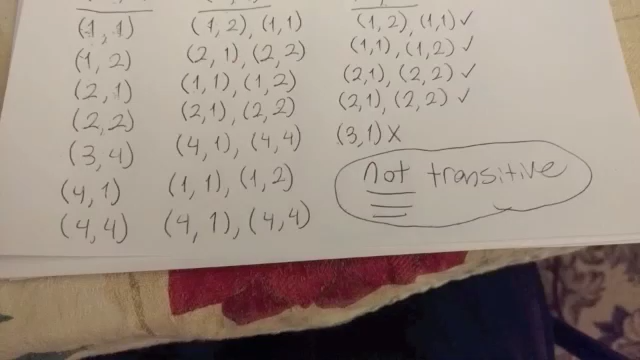 (1,1) (1,2), (1,1) (1,2), (1,1) ✓
(1,2) (2,1), (2,2) (1,1), (1,2) ✓
(2,1) (1,1), (1,2) (2,1), (2,2) ✓
(2,2) (2,1), (2,2) (2,1), (2,2) ✓
(3,4) (4,1), (4,4) (3,1) X
(4,1) (1,1), (1,2) not transitive
(4,4) (4,1), (4,4)